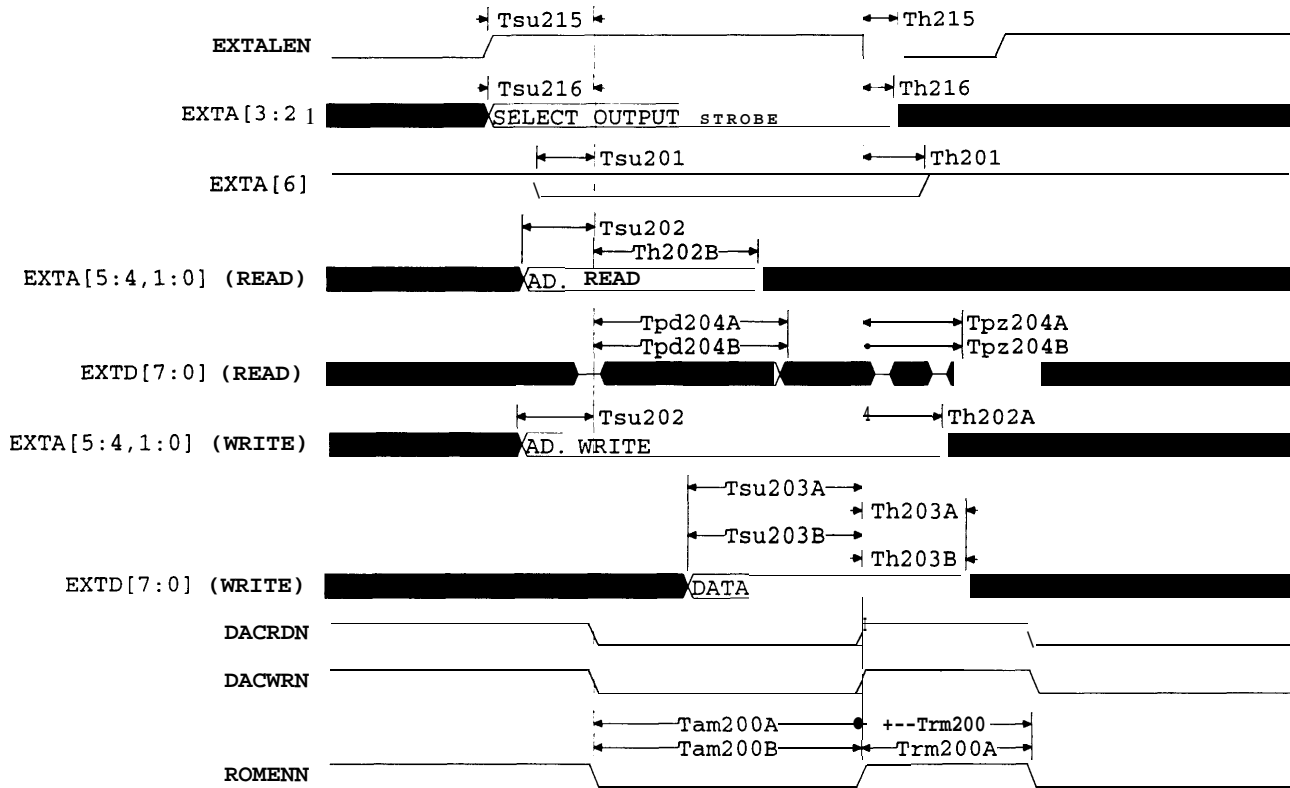 Tsu215 Th215
EXTALEN
Tsu216 Th216
EXTA[3:2 1 SELECT OUTPUT STROBE
Tsu201 Th201
EXTA[6]
Tsu202
Th202B
EXTA[5:4,1:0] (READ) AD. READ
Tpd204A Tpz204A
Tpd204B Tpz204B
EXTD[7:0] (READ)
Tsu202 4 Th202A
EXTA[5:4,1:0] (WRITE) AD. WRITE
Tsu203A
Th203A
Tsu203B
Th203B
EXTD[7:0] (WRITE) DATA
DACRDN
DACWRN
Tam200A +--Trm200
Tam200B Trm200A
ROMENN